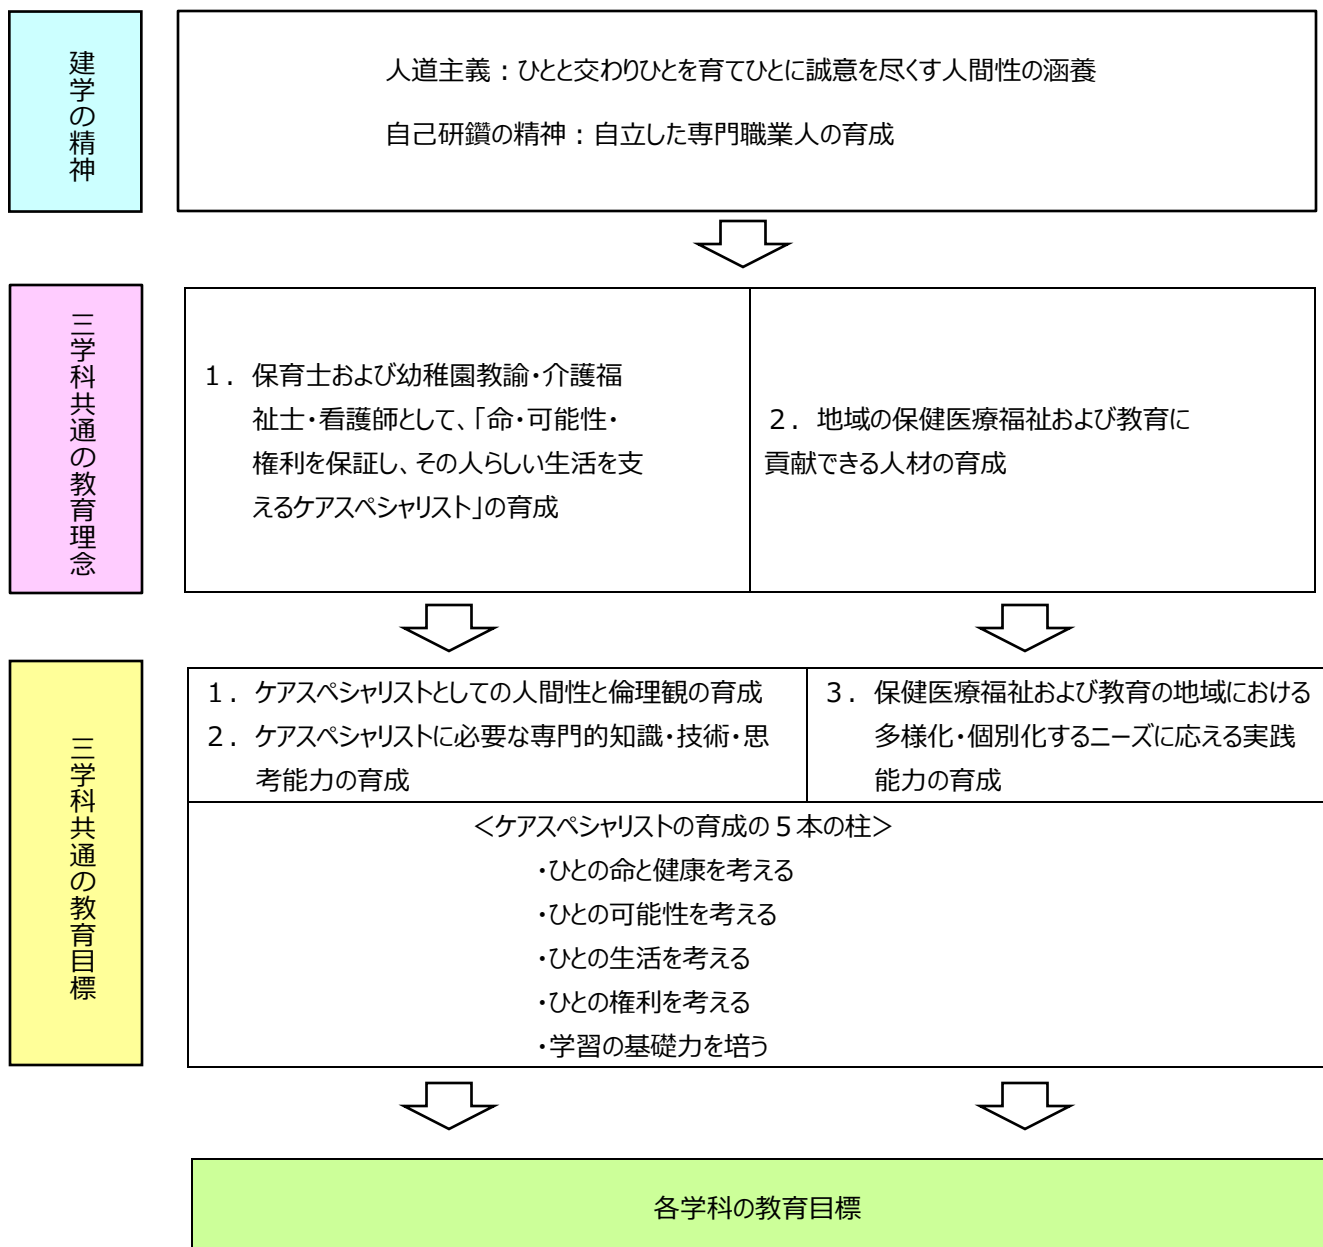 建学の精神
人道主義：ひとと交わりひとを育てひとに誠意を尽くす人間性の涵養
自己研鑽の精神：自立した専門職業人の育成
三学科共通の教育理念
１．保育士および幼稚園教諭・介護福
祉士・看護師として、「命・可能性・
権利を保証し、その人らしい生活を支
えるケアスペシャリスト」の育成
２．地域の保健医療福祉および教育に
貢献できる人材の育成
三学科共通の教育目標
１．ケアスペシャリストとしての人間性と倫理観の育成
２．ケアスペシャリストに必要な専門的知識・技術・思
考能力の育成
３．保健医療福祉および教育の地域における
多様化・個別化するニーズに応える実践
能力の育成
＜ケアスペシャリストの育成の５本の柱＞
・ひとの命と健康を考える
・ひとの可能性を考える
・ひとの生活を考える
・ひとの権利を考える
・学習の基礎力を培う
各学科の教育目標